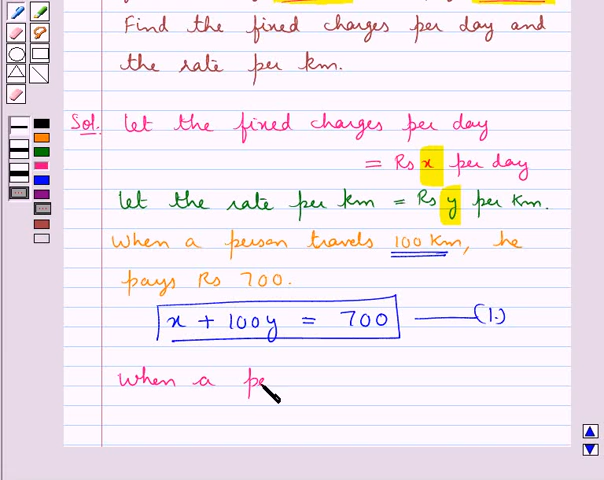 Find the fixed charges per day and
the rate per km.
Sol. Let the fixed charges per day
= Rs x per day
Let the rate per km = Rs y per Km.
When a person travels 100 Km, he
pays Rs 700.
x + 100y = 700 (1.)
When a pe